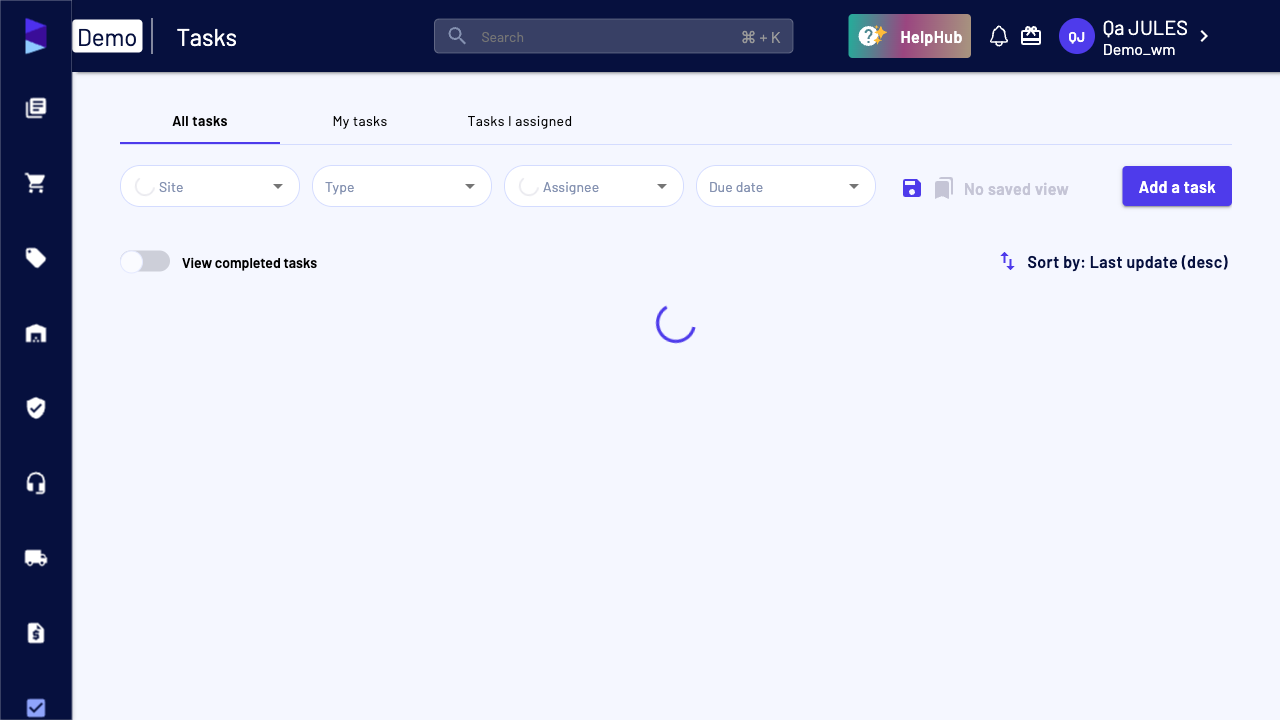 Demo
Tasks
Search
⌘ + K
HelpHub
QJ
Qa JULES
Demo_wm
All tasks
My tasks
Tasks I assigned
Site
Type
Assignee
Due date
No saved view
Add a task
View completed tasks
Sort by: Last update (desc)